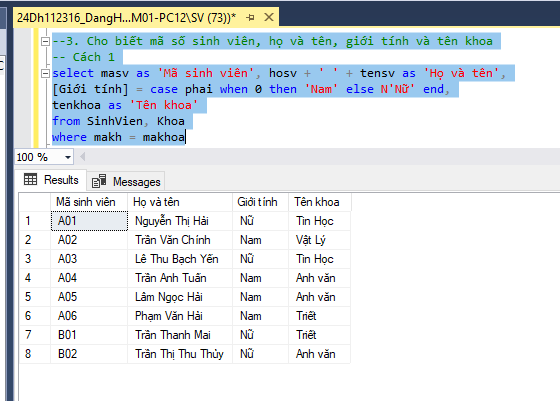 24Dh112316_DangH...M01-PC12\SV (73))*
--3. Cho biết mã số sinh viên, họ và tên, giới tính và tên khoa
-- Cách 1
select masv as 'Mã sinh viên', hosv + ' ' + tensv as 'Họ và tên',
[Giới tính] = case phai when 0 then 'Nam' else N'Nữ' end,
tenkhoa as 'Tên khoa'
from SinhVien, Khoa
where makh = makhoa
100 %
Results Messages
Mã sinh viên Họ và tên Giới tính Tên khoa
1 A01 Nguyễn Thị Hải Nữ Tin Học
2 A02 Trần Văn Chính Nam Vật Lý
3 A03 Lê Thu Bạch Yến Nữ Tin Học
4 A04 Trần Anh Tuấn Nam Anh văn
5 A05 Lâm Ngọc Hải Nam Anh văn
6 A06 Phạm Văn Hải Nam Triết
7 B01 Trần Thanh Mai Nữ Triết
8 B02 Trần Thị Thu Thủy Nữ Anh văn